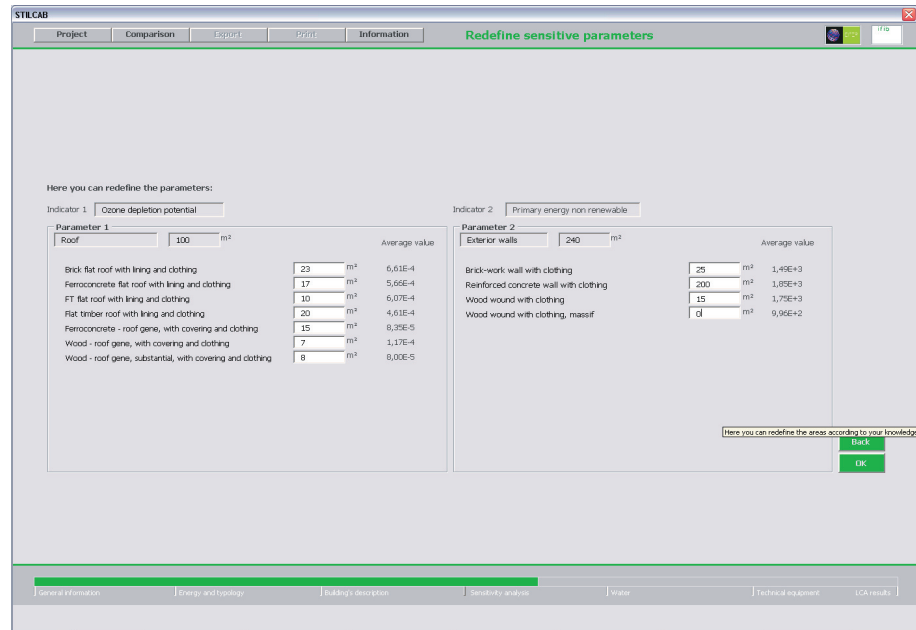 STILCAB
Project Comparison Export Print Information Redefine sensitive parameters
Here you can redefine the parameters:
Indicator 1 Ozone depletion potential Indicator 2 Primary energy non renewable
Parameter 1 Parameter 2
Roof 100 m² Average value Exterior walls 240 m² Average value
Brick flat roof with lining and clothing 23 m² 6,61E-4 Brick-work wall with clothing 25 m² 1,49E+3
Ferroconcrete flat roof with lining and clothing 17 m² 5,66E-4 Reinforced concrete wall with clothing 200 m² 1,85E+3
FT flat roof with lining and clothing 10 m² 6,07E-4 Wood wound with clothing 15 m² 1,75E+3
Flat timber roof with lining and clothing 20 m² 4,61E-4 Wood wound with clothing, massif 0 m² 9,96E+2
Ferroconcrete - roof gene, with covering and clothing 15 m² 8,35E-5
Wood - roof gene, with covering and clothing 7 m² 1,17E-4
Wood - roof gene, substantial, with covering and clothing 8 m² 8,00E-5
Here you can redefine the areas according to your knowledge
Back
OK
General information Energy and typology Building's description Sensitivity analysis Water Technical equipment LCA results